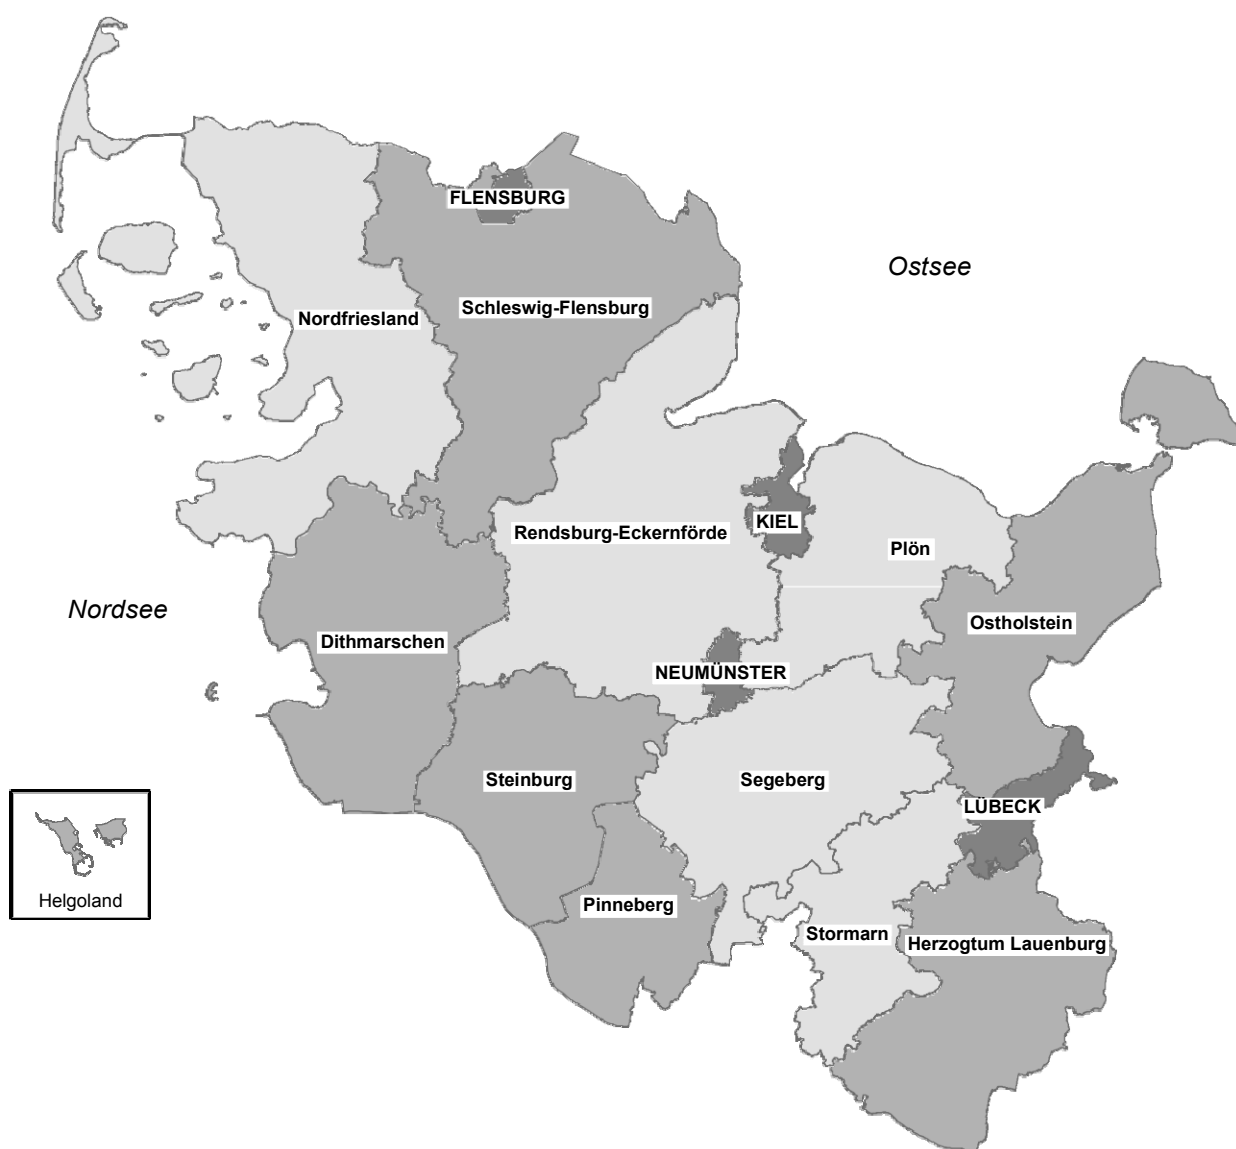 FLENSBURG
Ostsee
Schleswig-Flensburg
Nordfriesland
KIEL
Rendsburg-Eckernförde
Plön
Nordsee
Ostholstein
Dithmarschen
NEUMÜNSTER
Steinburg
Segeberg
LÜBECK
Helgoland
Pinneberg
Stormarn
Herzogtum Lauenburg